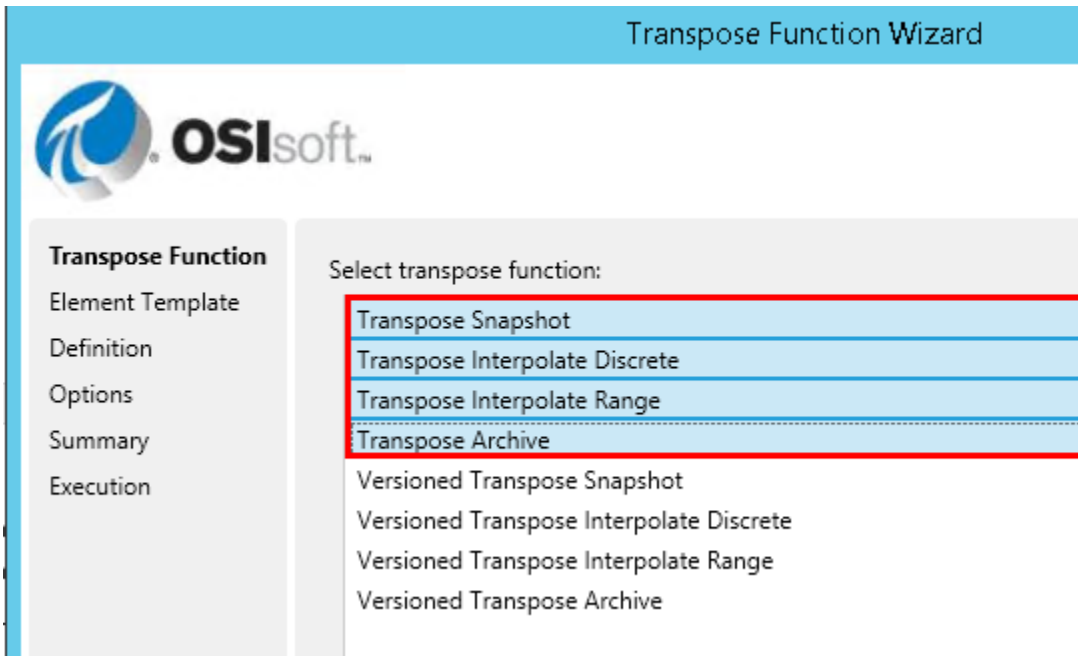 Transpose Function Wizard
OSIsoft™
Transpose Function
Element Template
Definition
Options
Summary
Execution
Select transpose function:
Transpose Snapshot
Transpose Interpolate Discrete
Transpose Interpolate Range
Transpose Archive
Versioned Transpose Snapshot
Versioned Transpose Interpolate Discrete
Versioned Transpose Interpolate Range
Versioned Transpose Archive